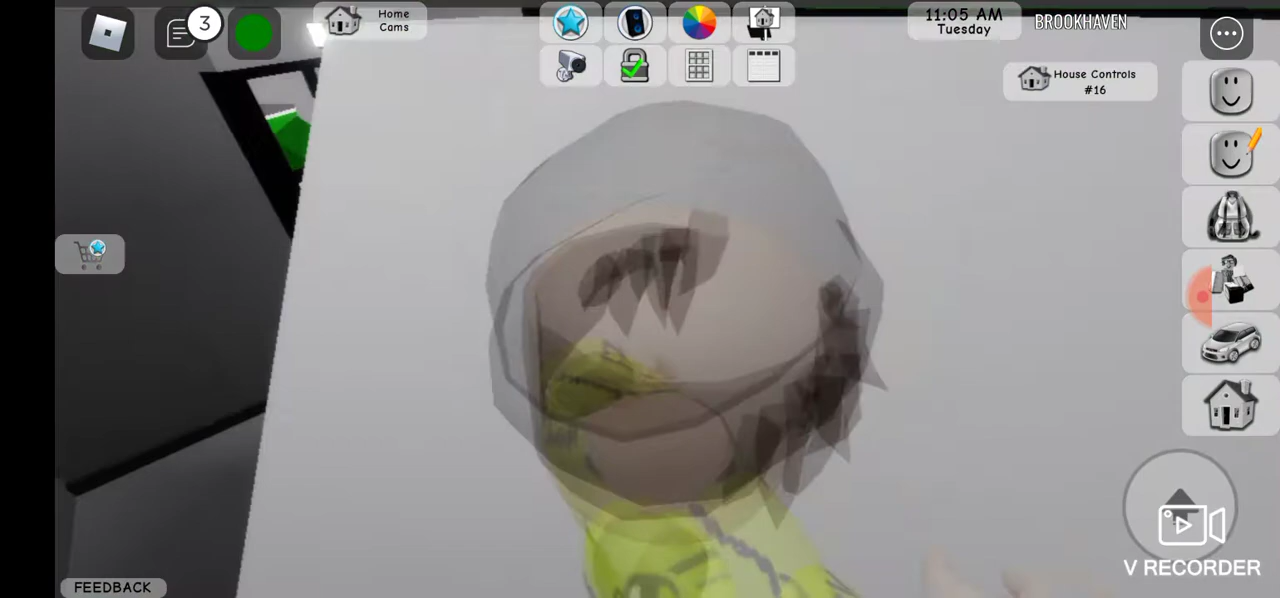 3
Home
Cams
11:05 AM
Tuesday
BROOKHAVEN
House Controls
#16
FEEDBACK
V RECORDER